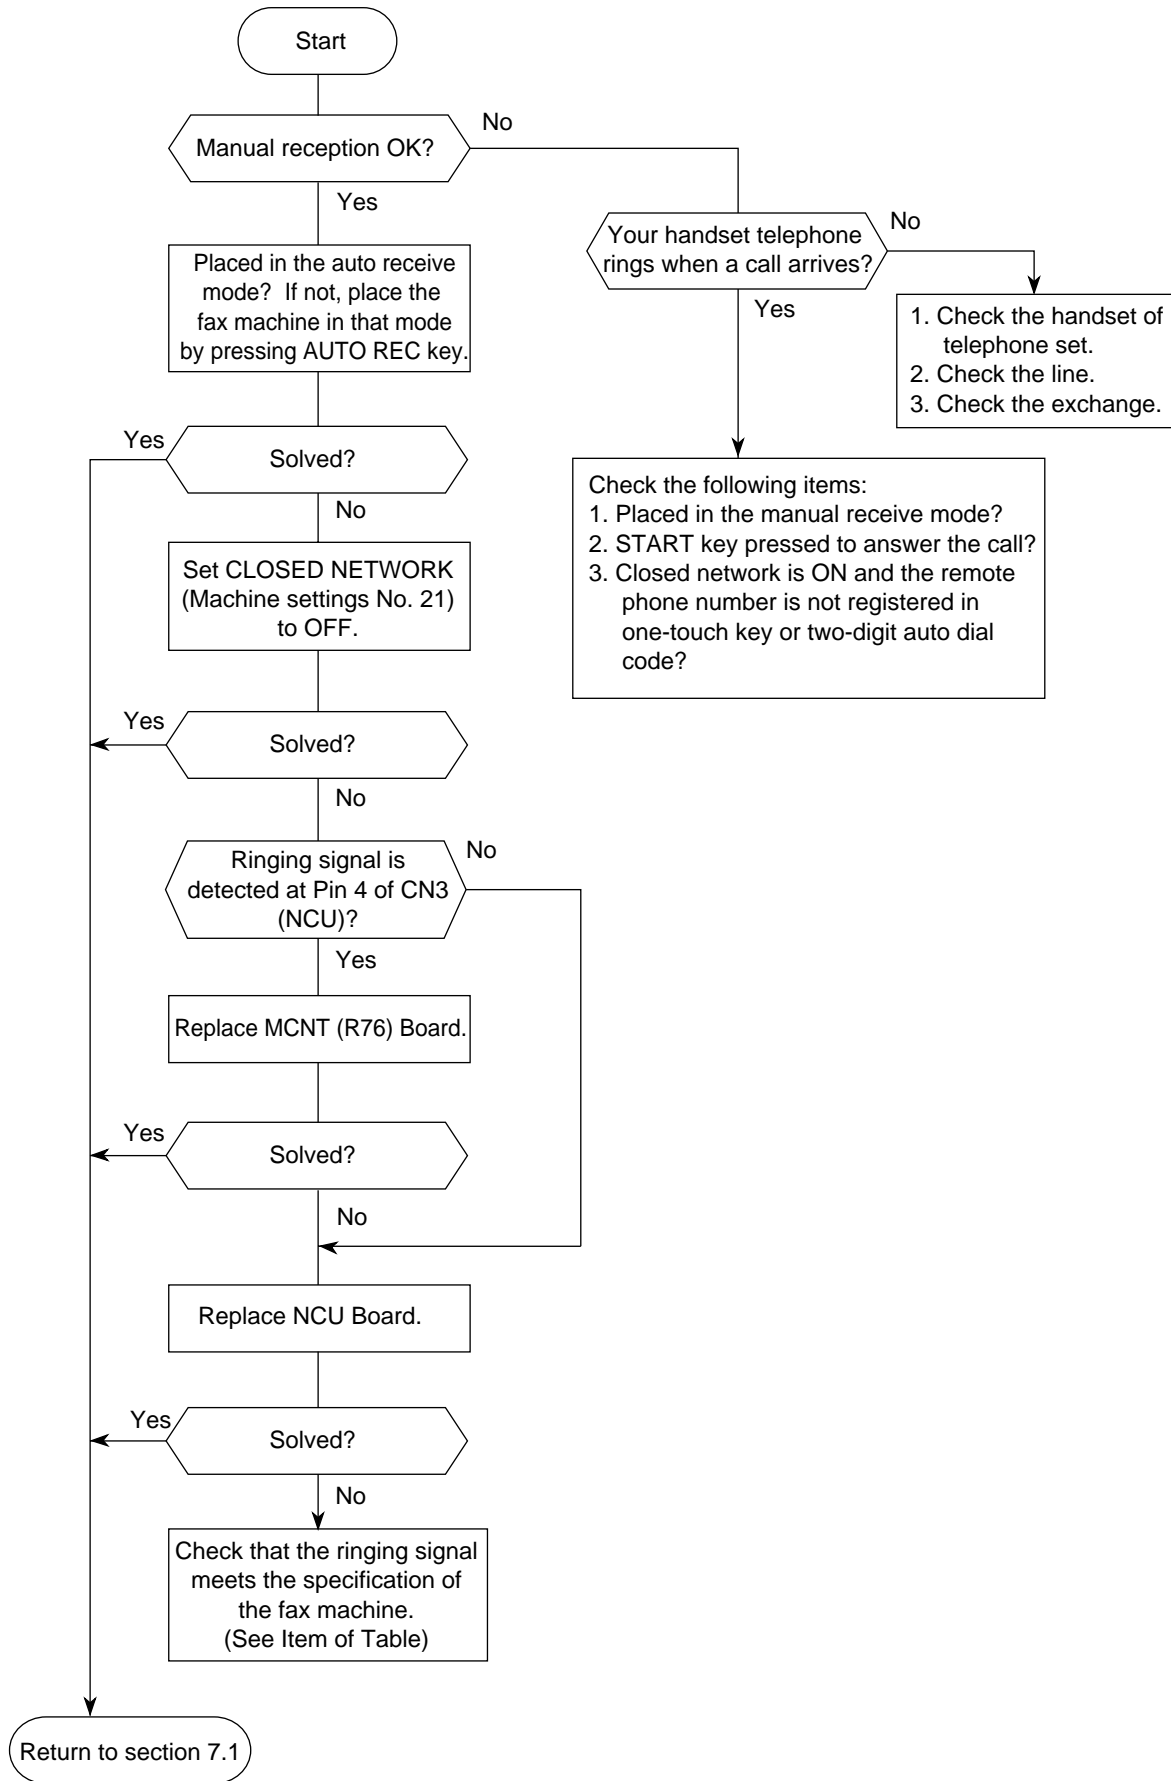 Start
Manual reception OK?
No
Yes
Placed in the auto receive
mode? If not, place the
fax machine in that mode
by pressing AUTO REC key.
Your handset telephone
rings when a call arrives?
No
Yes
1. Check the handset of
telephone set.
2. Check the line.
3. Check the exchange.
Check the following items:
1. Placed in the manual receive mode?
2. START key pressed to answer the call?
3. Closed network is ON and the remote
phone number is not registered in
one-touch key or two-digit auto dial
code?
Yes
Solved?
No
Set CLOSED NETWORK
(Machine settings No. 21)
to OFF.
Yes
Solved?
No
Ringing signal is
detected at Pin 4 of CN3
(NCU)?
No
Yes
Replace MCNT (R76) Board.
Yes
Solved?
No
Replace NCU Board.
Yes
Solved?
No
Check that the ringing signal
meets the specification of
the fax machine.
(See Item of Table)
Return to section 7.1